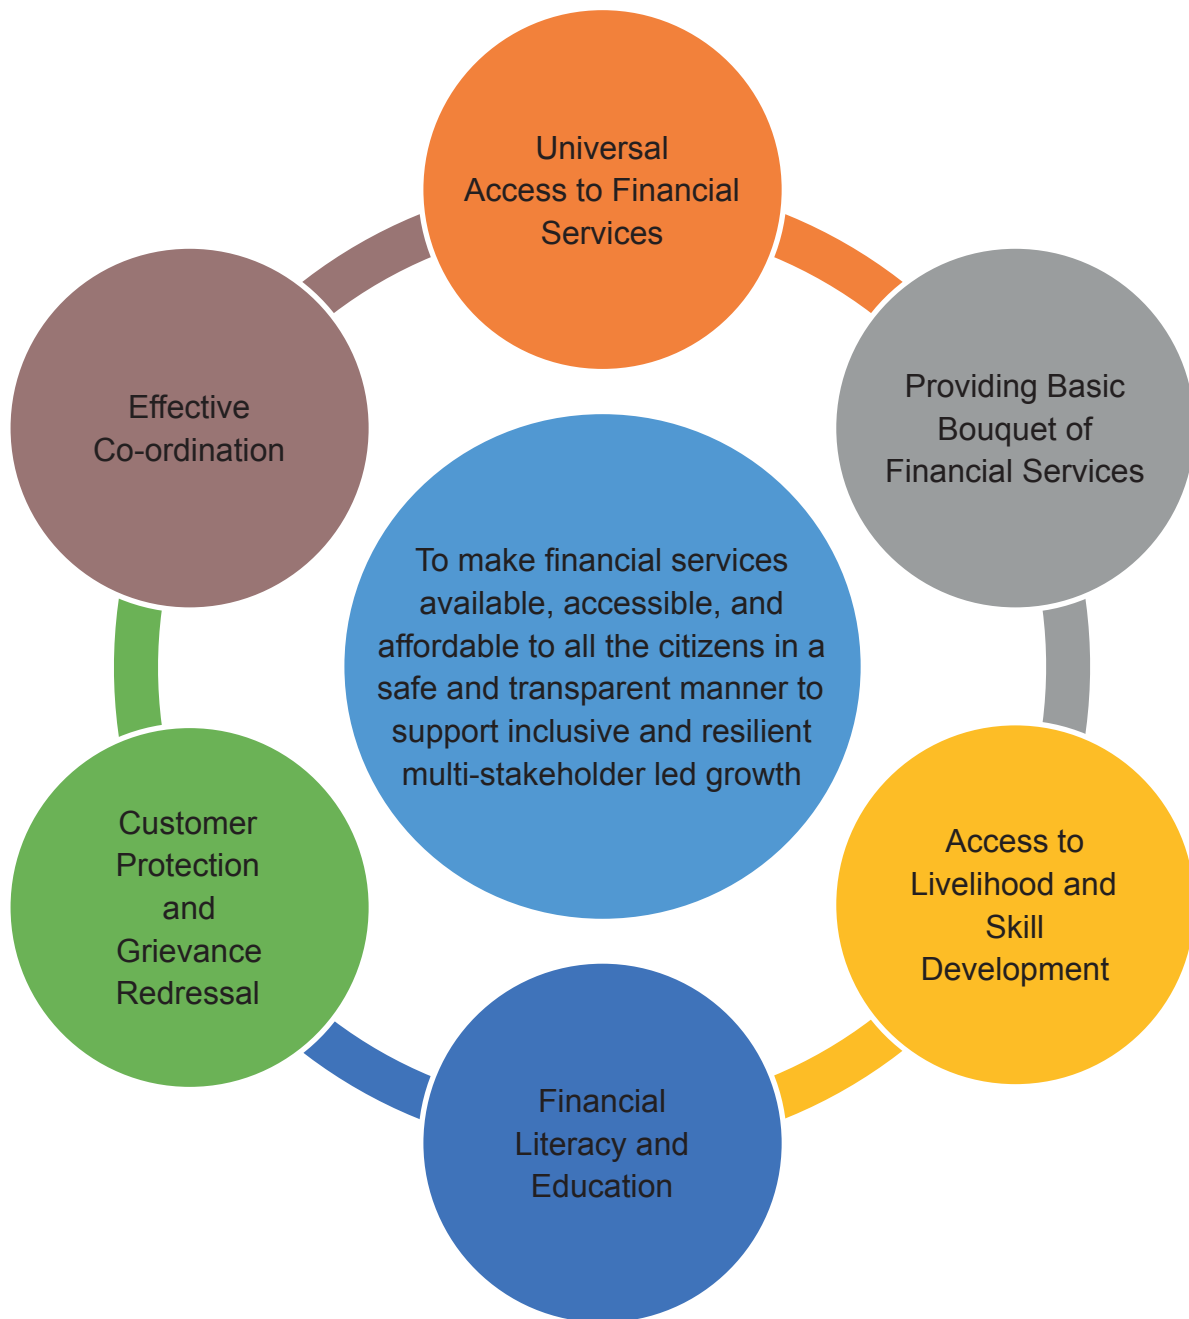 Universal
Access to Financial
Services
Providing Basic
Bouquet of
Financial Services
Access to
Livelihood and
Skill
Development
Financial
Literacy and
Education
Customer
Protection
and
Grievance
Redressal
Effective
Co-ordination
To make financial services
available, accessible, and
affordable to all the citizens in a
safe and transparent manner to
support inclusive and resilient
multi-stakeholder led growth